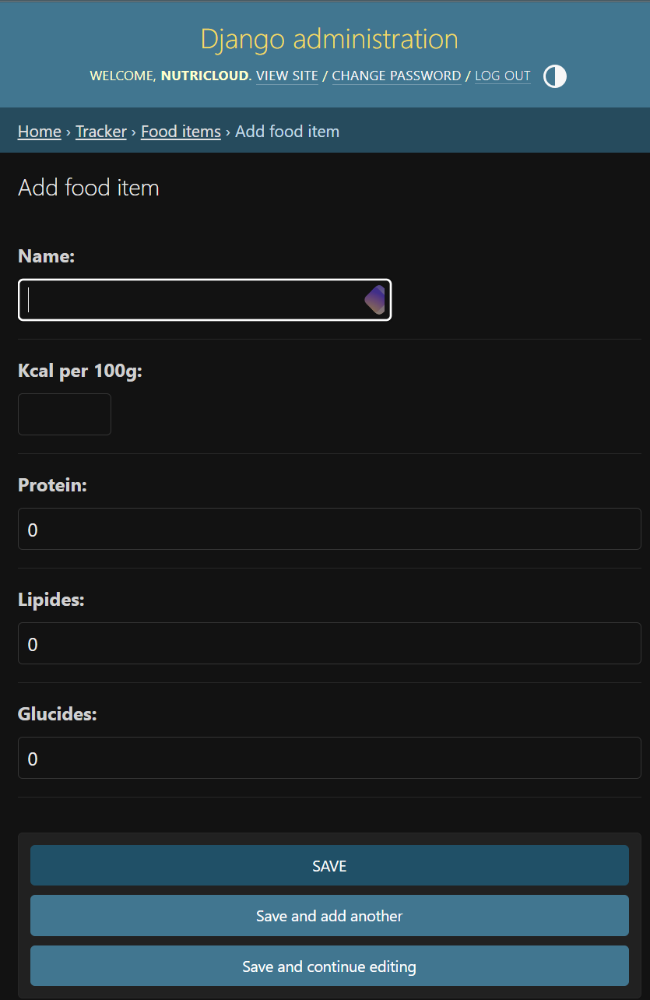 Django administration
WELCOME, NUTRICLOUD. VIEW SITE / CHANGE PASSWORD / LOG OUT
Home › Tracker › Food items › Add food item
Add food item
Name:
Kcal per 100g:
Protein:
0
Lipides:
0
Glucides:
0
SAVE
Save and add another
Save and continue editing